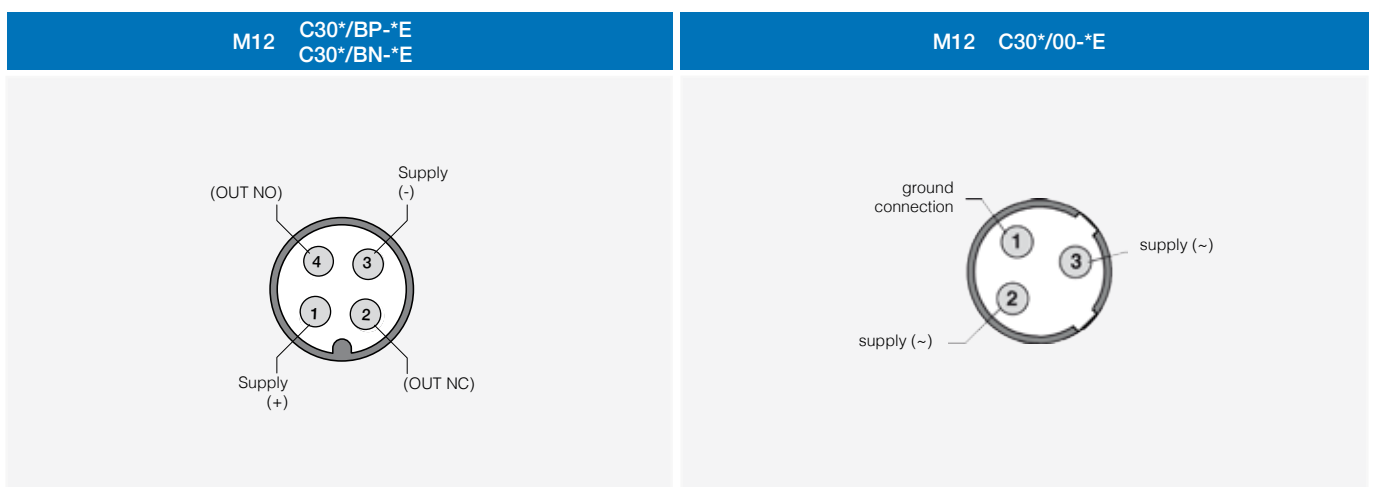 M12
C30*/BP-*E
C30*/BN-*E
M12 C30*/00-*E
(OUT NO)
Supply
(-)
4
3
1
2
Supply
(+)
(OUT NC)
ground
connection
1
3
supply (~)
2
supply (~)